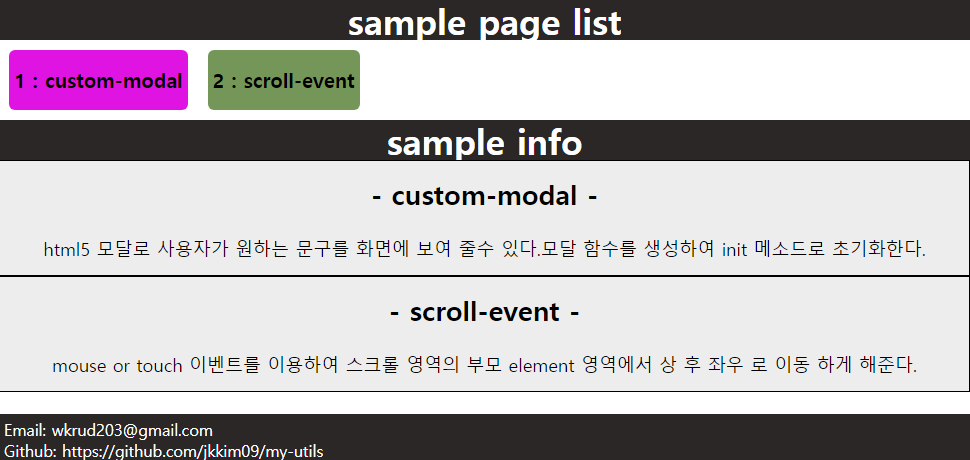 sample page list
1 : custom-modal 2 : scroll-event
sample info
- custom-modal -
html5 모달로 사용자가 원하는 문구를 화면에 보여 줄수 있다.모달 함수를 생성하여 init 메소드로 초기화한다.
- scroll-event -
mouse or touch 이벤트를 이용하여 스크롤 영역의 부모 element 영역에서 상 후 좌우 로 이동 하게 해준다.
Email: wkrud203@gmail.com
Github: https://github.com/jkkim09/my-utils